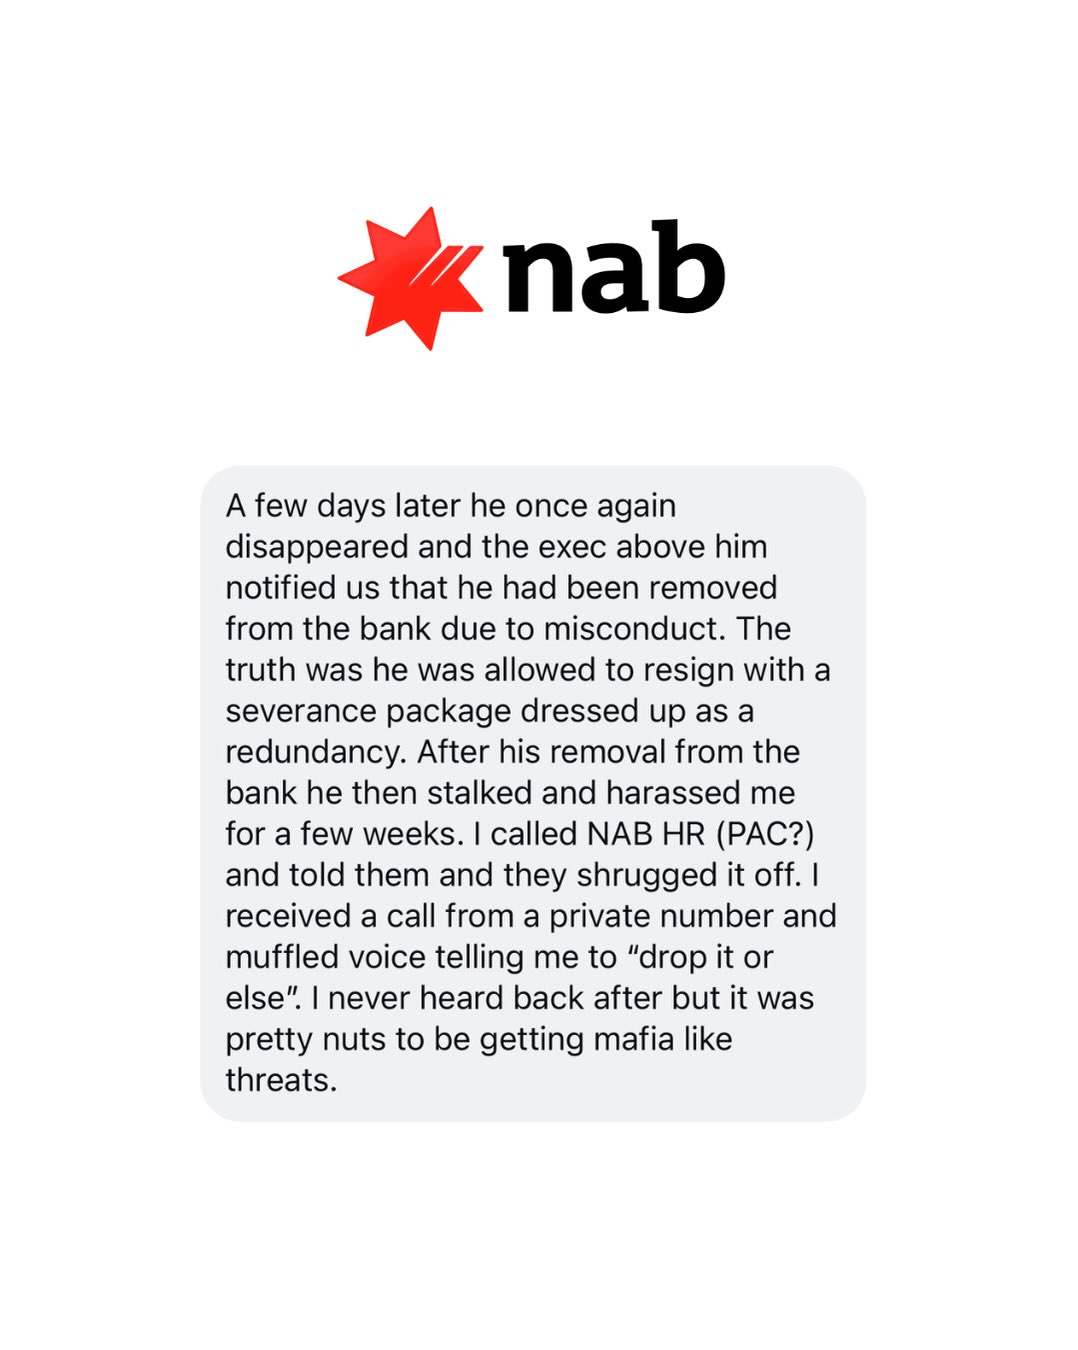 nab
A few days later he once again
disappeared and the exec above him
notified us that he had been removed
from the bank due to misconduct. The
truth was he was allowed to resign with a
severance package dressed up as a
redundancy. After his removal from the
bank he then stalked and harassed me
for a few weeks. I called NAB HR (PAC?)
and told them and they shrugged it off. I
received a call from a private number and
muffled voice telling me to “drop it or
else”. I never heard back after but it was
pretty nuts to be getting mafia like
threats.